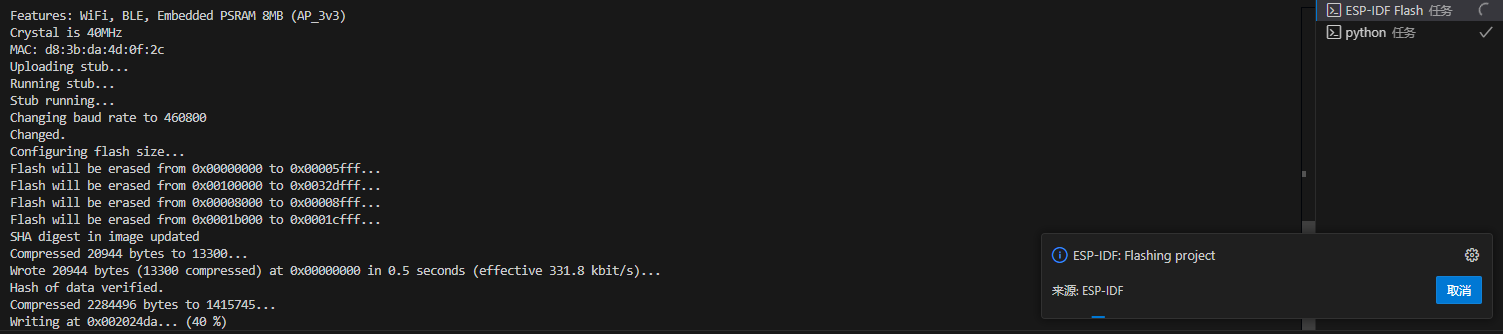 Features: WiFi, BLE, Embedded PSRAM 8MB (AP_3v3)
Crystal is 40MHz
MAC: d8:3b:da:4d:0f:2c
Uploading stub...
Running stub...
Stub running...
Changing baud rate to 460800
Changed.
Configuring flash size...
Flash will be erased from 0x00000000 to 0x00005fff...
Flash will be erased from 0x00100000 to 0x0032dfff...
Flash will be erased from 0x00008000 to 0x00008fff...
Flash will be erased from 0x0001b000 to 0x0001cfff...
SHA digest in image updated
Compressed 20944 bytes to 13300...
Wrote 20944 bytes (13300 compressed) at 0x00000000 in 0.5 seconds (effective 331.8 kbit/s)...
Hash of data verified.
Compressed 2284496 bytes to 1415745...
Writing at 0x002024da... (40 %)
ESP-IDF Flash 任务
python 任务
ESP-IDF: Flashing project
来源: ESP-IDF
取消